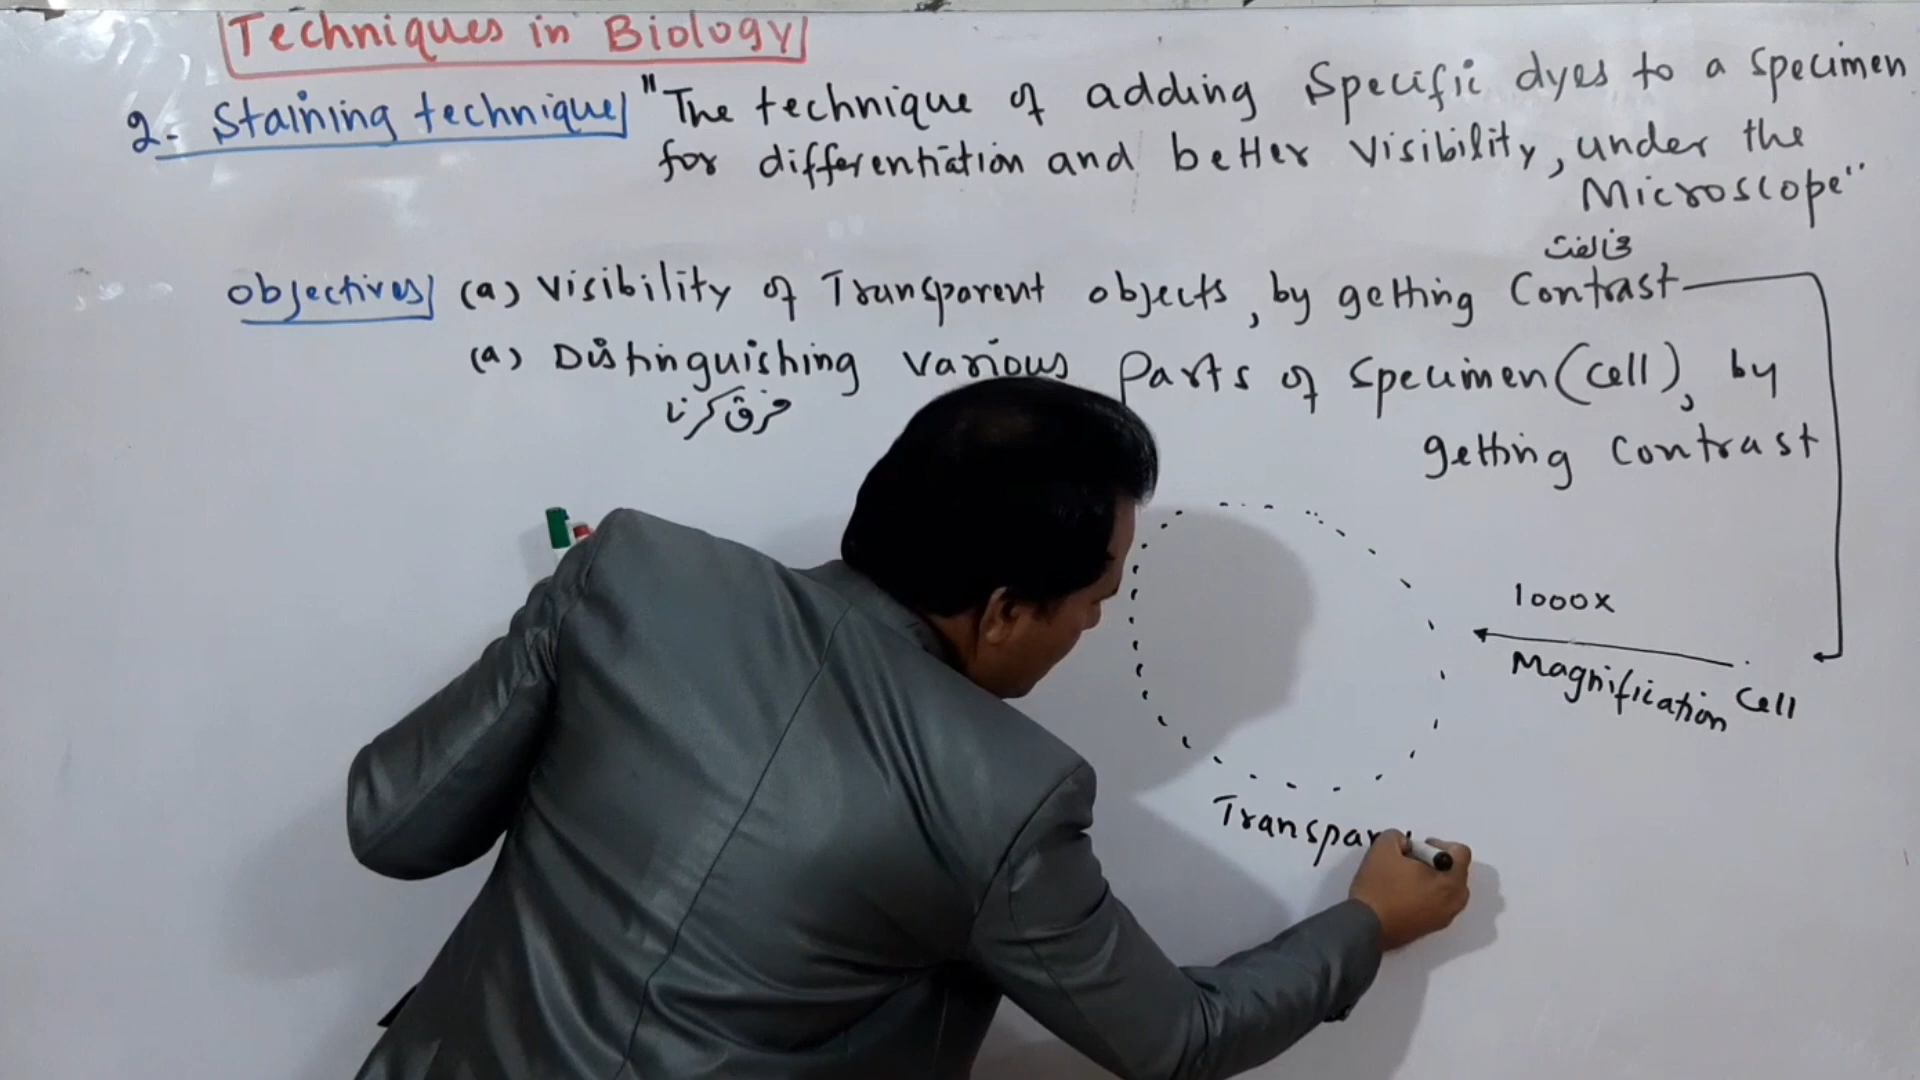 Techniques in Biology
2- Staining technique "The technique of adding Specific dyes to a specimen
for differentiation and better visibility, under the
Microscope"
مخالفت
objectives (a) Visibility of Transparent objects, by getting Contrast
(a) Distinguishing various parts of specimen (cell), by
فرق کرنا
getting contrast
1000x
Magnification
cell
Transpar